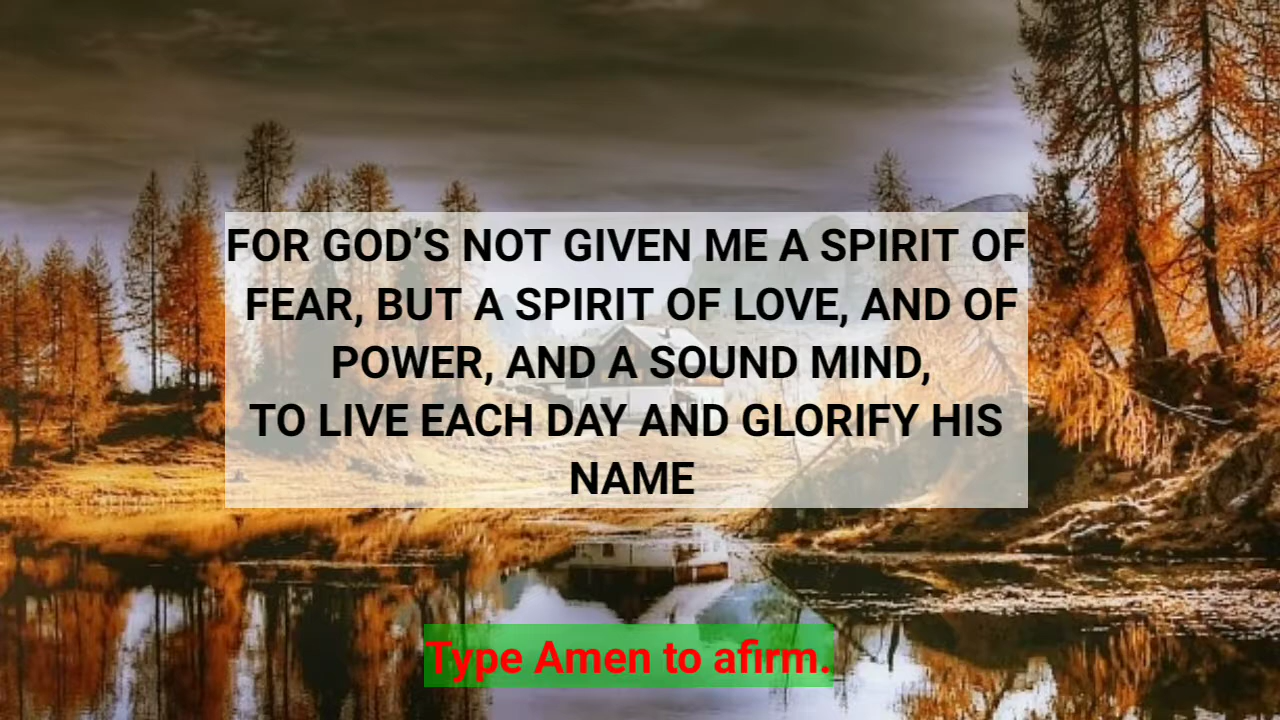 FOR GOD’S NOT GIVEN ME A SPIRIT OF
FEAR, BUT A SPIRIT OF LOVE, AND OF
POWER, AND A SOUND MIND,
TO LIVE EACH DAY AND GLORIFY HIS
NAME
Type Amen to afirm.